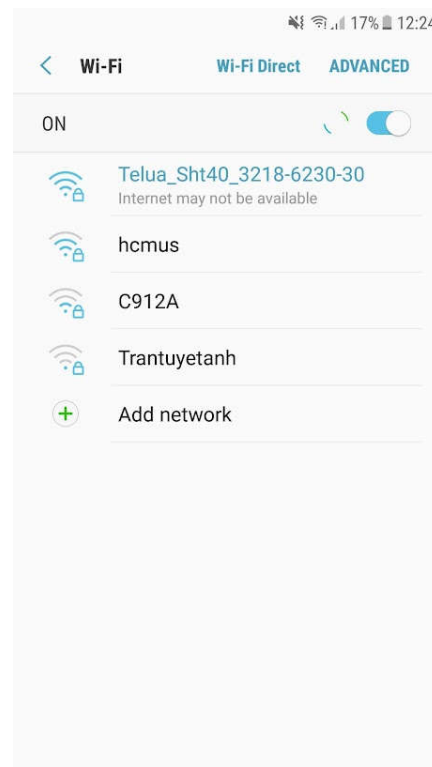 17% 12:24
Wi-Fi Wi-Fi Direct ADVANCED
ON
Telua_Sht40_3218-6230-30
Internet may not be available
hcmus
C912A
Trantuyetanh
Add network